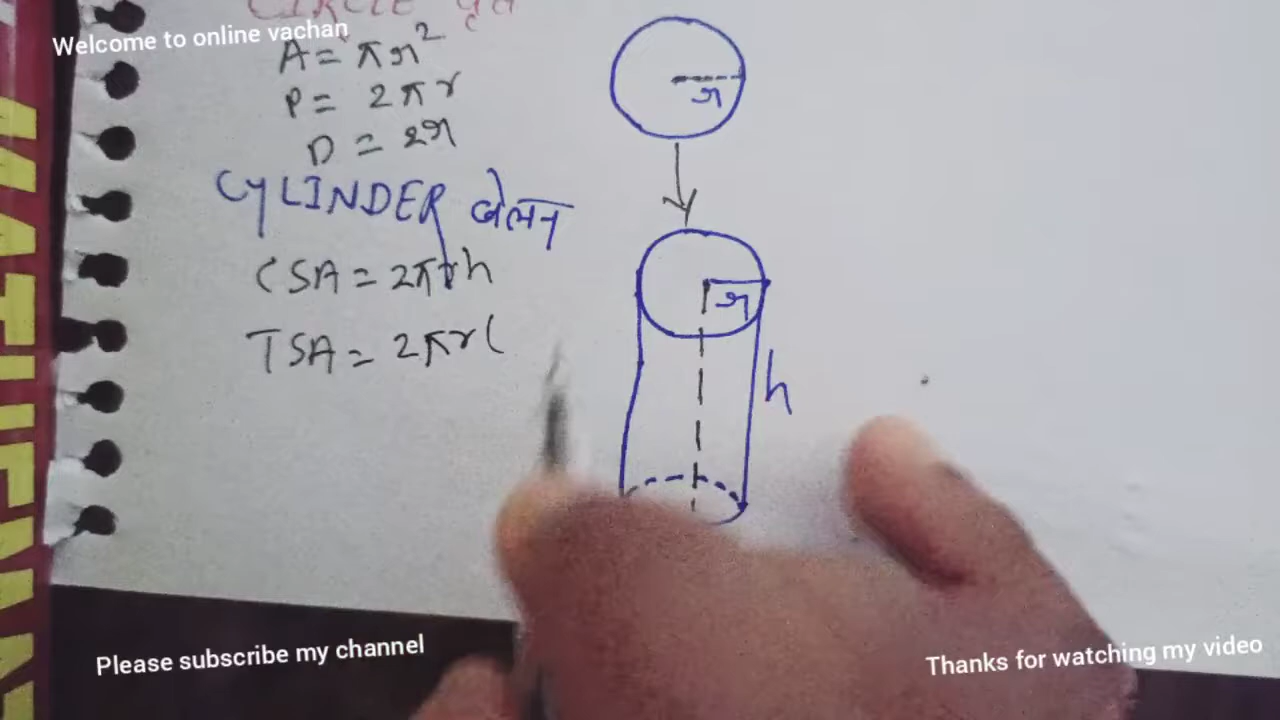 CIRCLE वृत
Welcome to online vachan
A = πr²
P = 2πr
D = 2r
CYLINDER बेलन
CSA = 2πrh
TSA = 2πr(
r
r
h
Please subscribe my channel
Thanks for watching my video